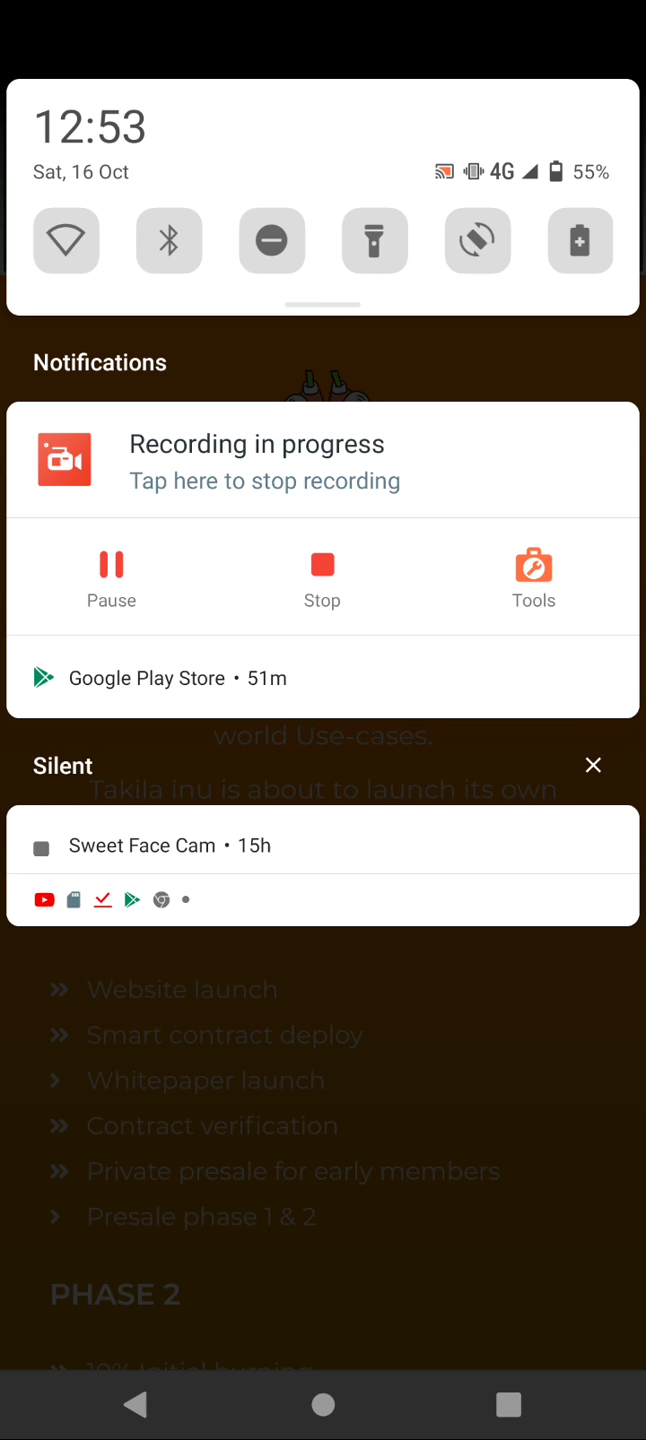 12:53
Sat, 16 Oct
4G
55%
Notifications
Recording in progress
Tap here to stop recording
Pause
Stop
Tools
Google Play Store • 51m
world Use-cases.
Silent
Takila inu is about to launch its own
Sweet Face Cam • 15h
Website launch
Smart contract deploy
Whitepaper launch
Contract verification
Private presale for early members
Presale phase 1 & 2
PHASE 2
10% Initial burning